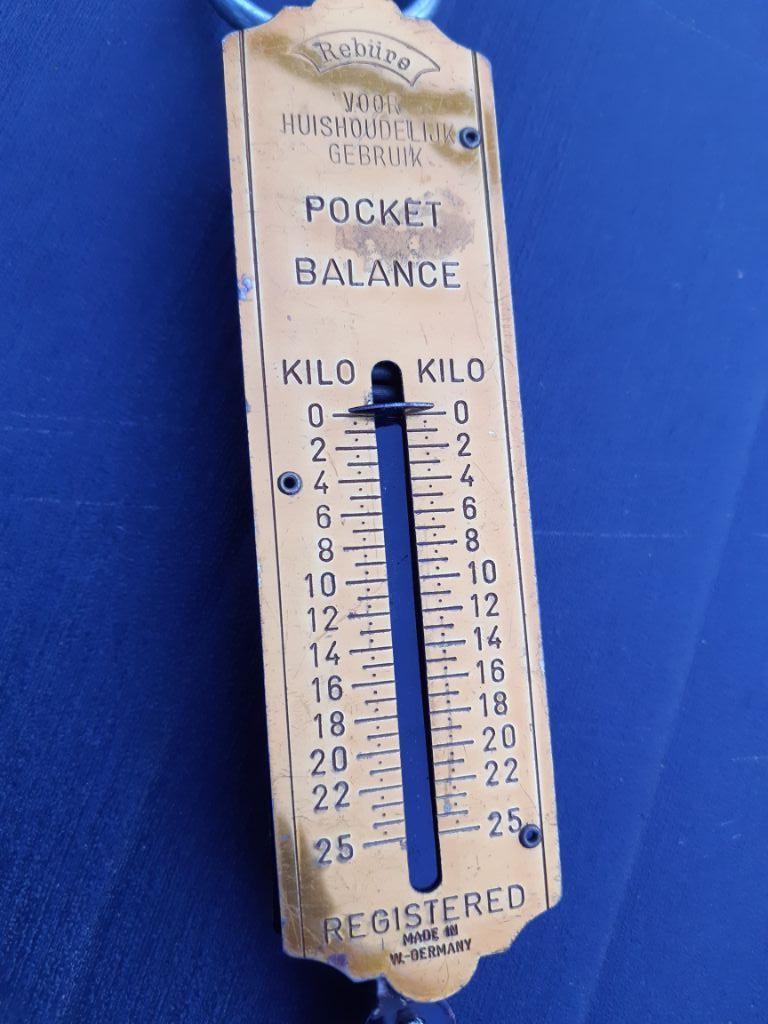 Rebüre
VOOR
HUISHOUDELIJK
GEBRUIK
POCKET
BALANCE
KILO KILO
0 0
2 2
4 4
6 6
8 8
10 10
12 12
14 14
16 16
18 18
20 20
22 22
25 25
REGISTERED
MADE IN
W.-GERMANY